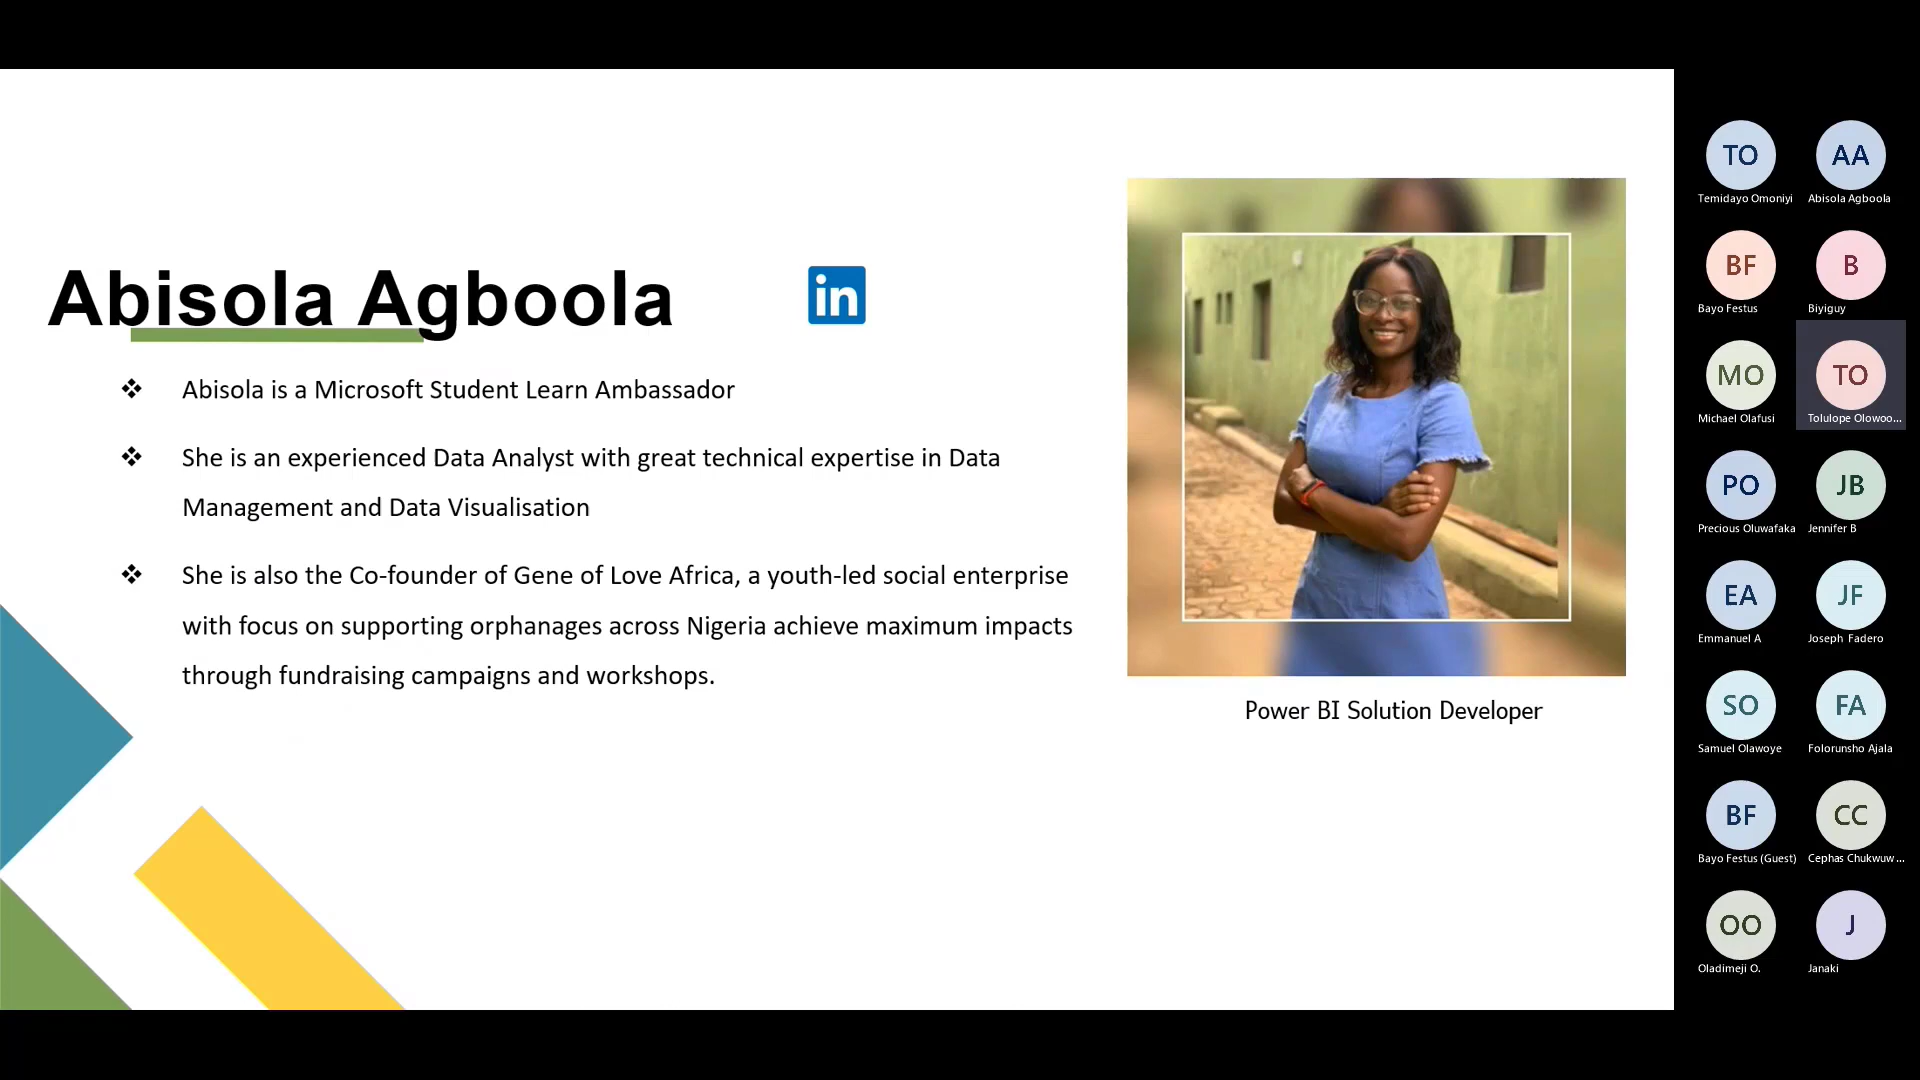 Abisola Agboola
in
❖ Abisola is a Microsoft Student Learn Ambassador
❖ She is an experienced Data Analyst with great technical expertise in Data
Management and Data Visualisation
❖ She is also the Co-founder of Gene of Love Africa, a youth-led social enterprise
with focus on supporting orphanages across Nigeria achieve maximum impacts
through fundraising campaigns and workshops.
Power BI Solution Developer
TO
Temidayo Omoniyi
AA
Abisola Agboola
BF
Bayo Festus
B
Biyiguy
MO
Michael Olafusi
TO
Tolulope Olowoo...
PO
Precious Oluwafaka
JB
Jennifer B
EA
Emmanuel A
JF
Joseph Fadero
SO
Samuel Olawoye
FA
Folorunsho Ajala
BF
Bayo Festus (Guest)
CC
Cephas Chukwuw...
OO
Oladimeji O.
J
Janaki